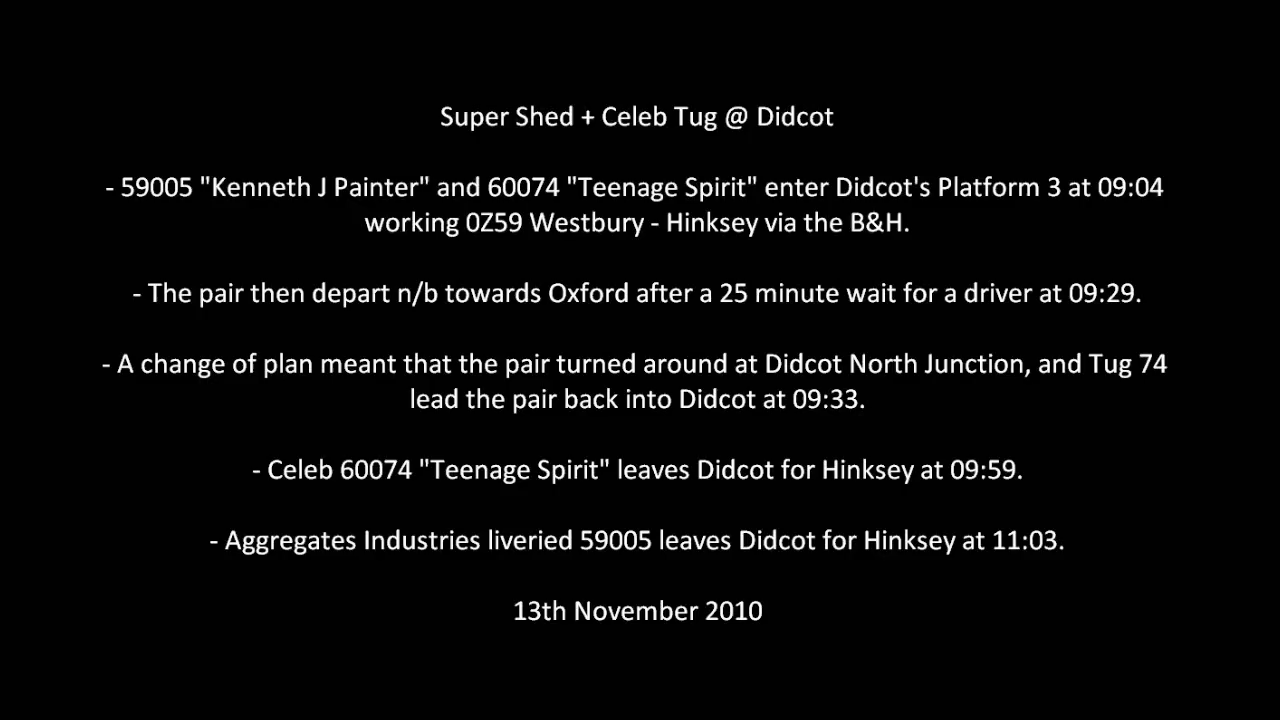 Super Shed + Celeb Tug @ Didcot
- 59005 "Kenneth J Painter" and 60074 "Teenage Spirit" enter Didcot's Platform 3 at 09:04
working 0Z59 Westbury - Hinksey via the B&H.
- The pair then depart n/b towards Oxford after a 25 minute wait for a driver at 09:29.
- A change of plan meant that the pair turned around at Didcot North Junction, and Tug 74
lead the pair back into Didcot at 09:33.
- Celeb 60074 "Teenage Spirit" leaves Didcot for Hinksey at 09:59.
- Aggregates Industries liveried 59005 leaves Didcot for Hinksey at 11:03.
13th November 2010